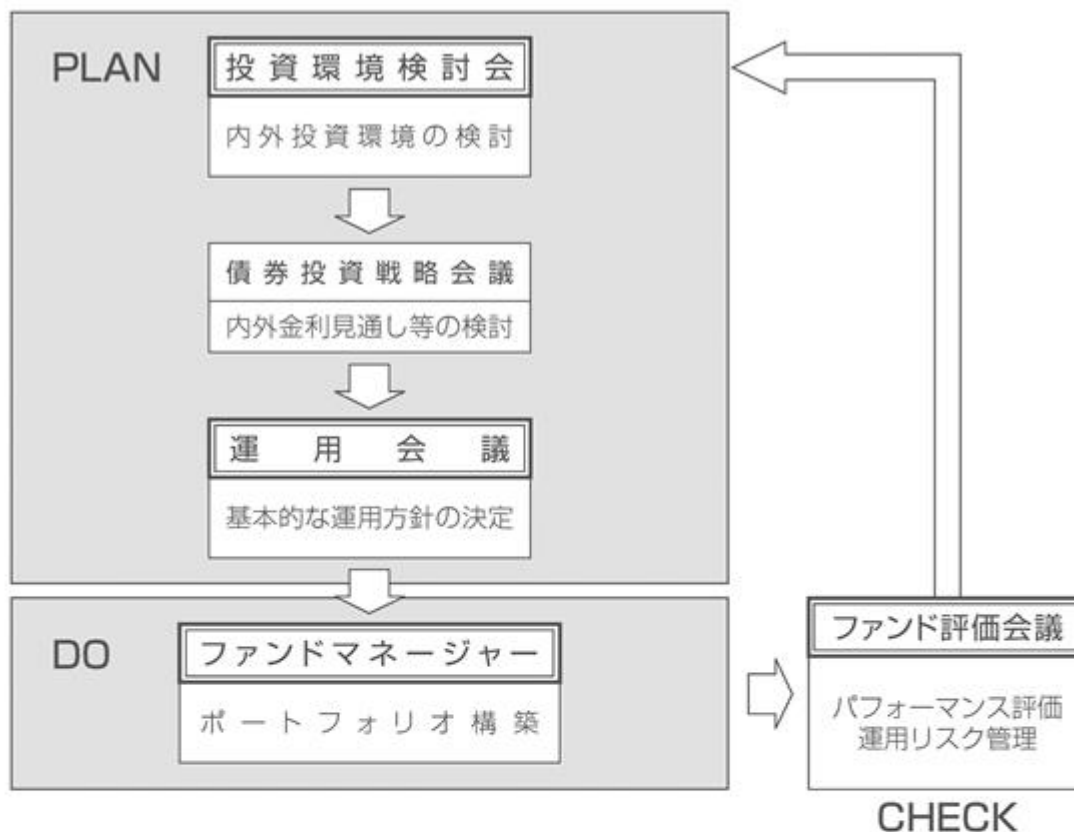 PLAN
投資環境検討会
内外投資環境の検討
債券投資戦略会議
内外金利見通し等の検討
運用会議
基本的な運用方針の決定
DO
ファンドマネージャー
ポートフォリオ構築
ファンド評価会議
パフォーマンス評価
運用リスク管理
CHECK